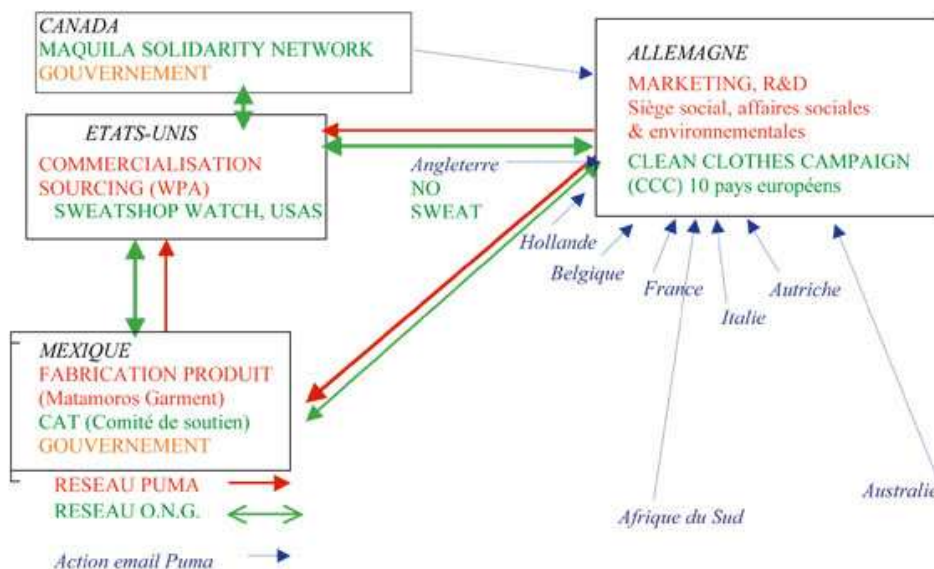 CANADA
MAQUILA SOLIDARITY NETWORK
GOUVERNEMENT
ETATS-UNIS
COMMERCIALISATION
SOURCING (WPA)
SWEATSHOP WATCH, USAS
ALLEMAGNE
MARKETING, R&D
Siège social, affaires sociales
& environnementales
CLEAN CLOTHES CAMPAIGN
(CCC) 10 pays européens
Angleterre
NO
SWEAT
Hollande
Belgique
France
Italie
Autriche
MEXIQUE
FABRICATION PRODUIT
(Matamoros Garment)
CAT (Comité de soutien)
GOUVERNEMENT
Afrique du Sud
Australie
RESEAU PUMA
RESEAU O.N.G.
Action email Puma